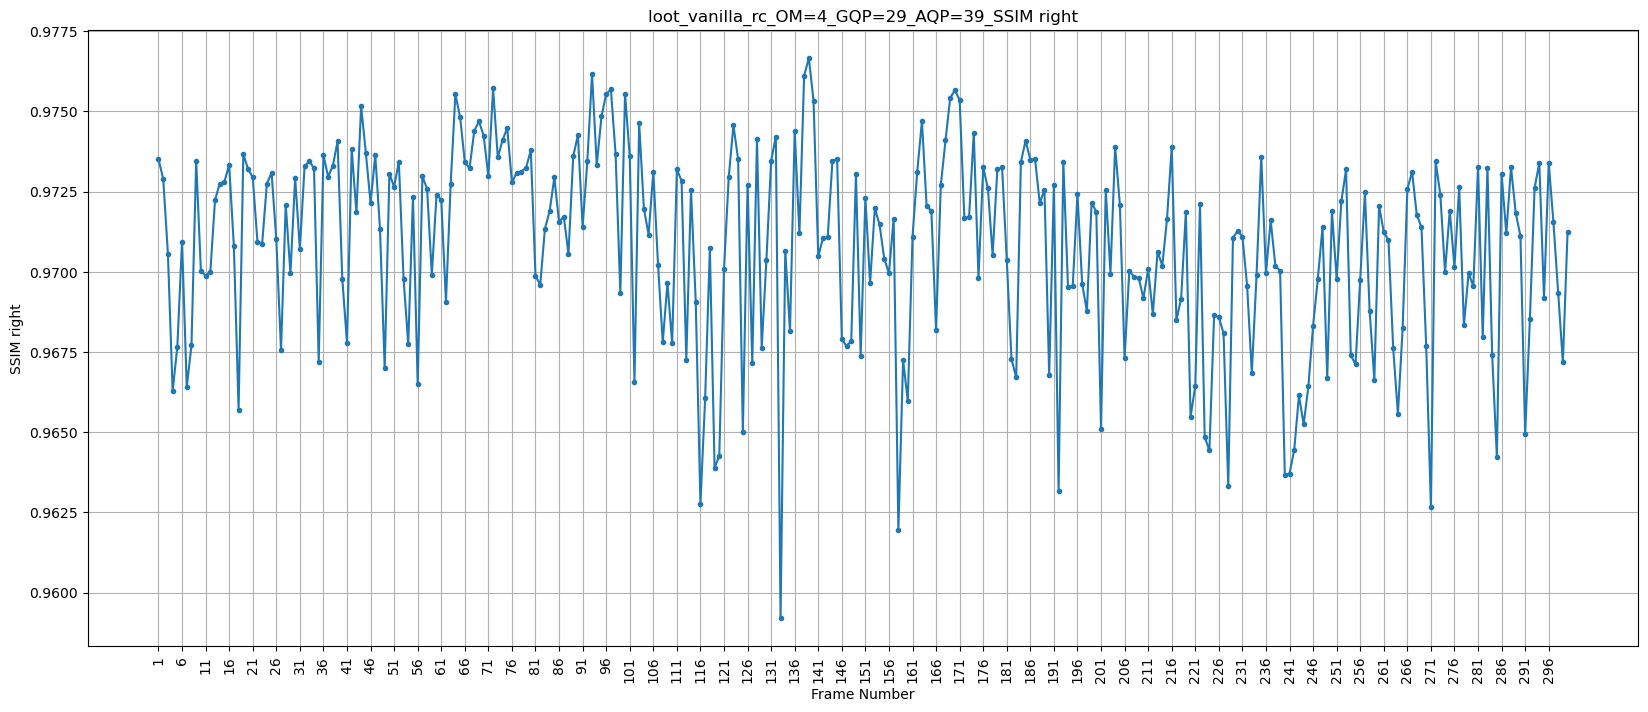 loot_vanilla_rc_OM=4_GQP=29_AQP=39_SSIM right
0.9775
0.9750
0.9725
0.9700
0.9675
0.9650
0.9625
0.9600
SSIM right
1 6 11 16 21 26 31 36 41 46 51 56 61 66 71 76 81 86 91 96 101 106 111 116 121 126 131 136 141 146 151 156 161 166 171 176 181 186 191 196 201 206 211 216 221 226 231 236 241 246 251 256 261 266 271 276 281 286 291 296
Frame Number